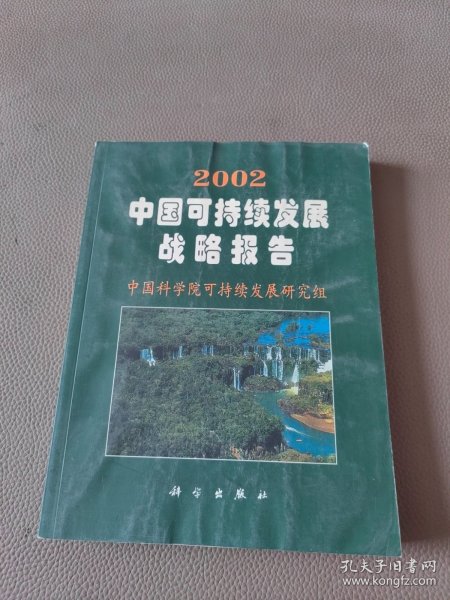 2002
中国可持续发展
战略报告
中国科学院可持续发展研究组
科学出版社
孔夫子旧书网
www.kongfz.com